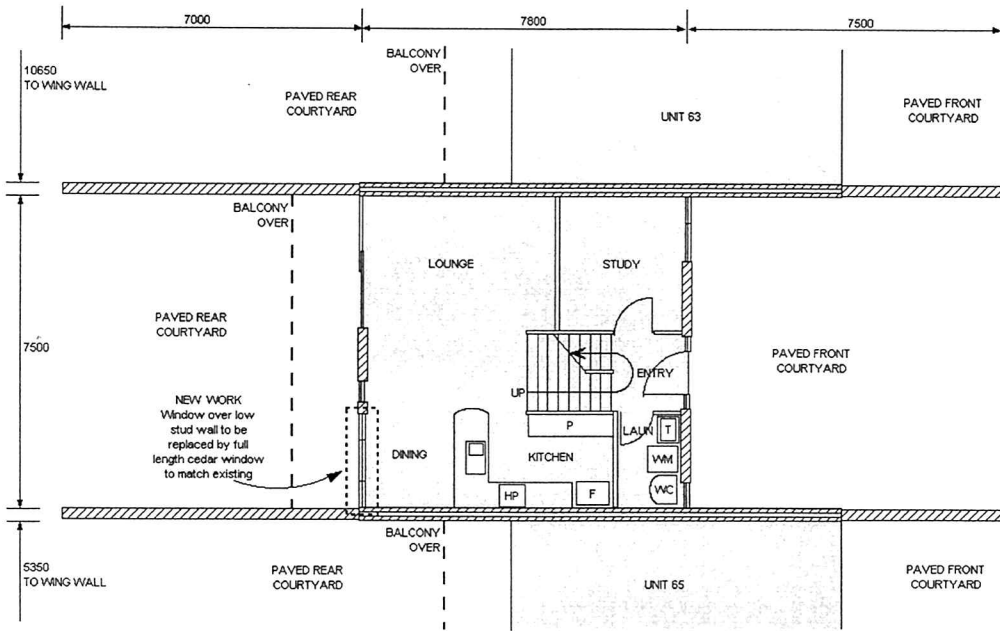 7000
7800
7500
10650
TO WING WALL
BALCONY
OVER
PAVED REAR
COURTYARD
UNIT 63
PAVED FRONT
COURTYARD
BALCONY
OVER
LOUNGE
STUDY
PAVED REAR
COURTYARD
7500
PAVED FRONT
COURTYARD
ENTRY
UP
NEW WORK
Window over low
stud wall to be
replaced by full
length cedar window
to match existing
P
LAUN
T
DINING
KITCHEN
WM
HP
F
WC
BALCONY
OVER
5350
TO WING WALL
PAVED REAR
COURTYARD
UNIT 65
PAVED FRONT
COURTYARD